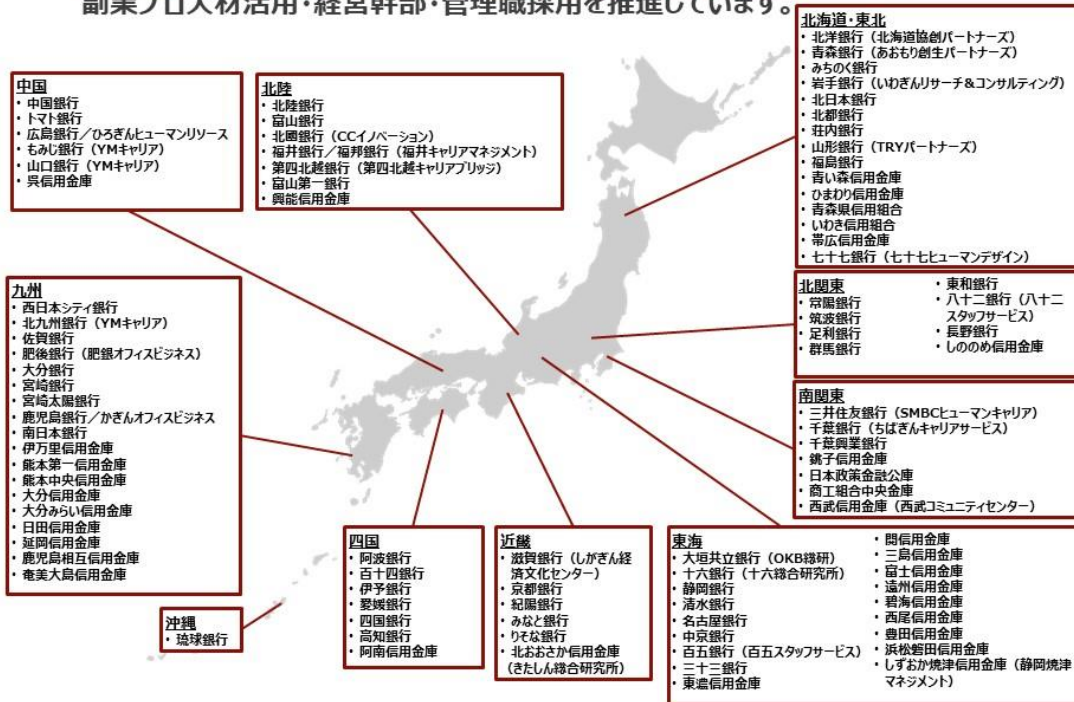 副業プロ人材活用・経営幹部・管理職採用を推進しています。
北海道・東北
・北洋銀行（北海道協創パートナーズ）
・青森銀行（あおもり創生パートナーズ）
・みちのく銀行
・岩手銀行（いわぎんリサーチ＆コンサルティング）
・北日本銀行
・北都銀行
・荘内銀行
・山形銀行（TRYパートナーズ）
・福島銀行
・青い森信用金庫
・ひまわり信用金庫
・青森県信用組合
・いわき信用組合
・帯広信用金庫
・七十七銀行（七十七ヒューマンデザイン）
中国
・中国銀行
・トマト銀行
・広島銀行／ひろぎんヒューマンリソース
・もみじ銀行（YMキャリア）
・山口銀行（YMキャリア）
・呉信用金庫
北陸
・北陸銀行
・富山銀行
・北國銀行（CCイノベーション）
・福井銀行／福邦銀行（福井キャリアマネジメント）
・第四北越銀行（第四北越キャリアブリッジ）
・富山第一銀行
・興能信用金庫
北関東
・常陽銀行
・筑波銀行
・足利銀行
・群馬銀行
・東和銀行
・八十二銀行（八十二
スタッフサービス）
・長野銀行
・しののめ信用金庫
九州
・西日本シティ銀行
・北九州銀行（YMキャリア）
・佐賀銀行
・肥後銀行（肥銀オフィスビジネス）
・大分銀行
・宮崎銀行
・宮崎太陽銀行
・鹿児島銀行／かぎんオフィスビジネス
・南日本銀行
・伊万里信用金庫
・熊本第一信用金庫
・熊本中央信用金庫
・大分信用金庫
・大分みらい信用金庫
・日田信用金庫
・延岡信用金庫
・鹿児島相互信用金庫
・奄美大島信用金庫
南関東
・三井住友銀行（SMBCヒューマンキャリア）
・千葉銀行（ちばぎんキャリアサービス）
・千葉興業銀行
・銚子信用金庫
・日本政策金融公庫
・商工組合中央金庫
・西武信用金庫（西武コミュニティセンター）
沖縄
・琉球銀行
四国
・阿波銀行
・百十四銀行
・伊予銀行
・愛媛銀行
・四国銀行
・高知銀行
・阿南信用金庫
近畿
・滋賀銀行（しがぎん経
済文化センター）
・京都銀行
・紀陽銀行
・みなと銀行
・りそな銀行
・北おおさか信用金庫
（きたしん総合研究所）
東海
・大垣共立銀行（OKB総研）
・十六銀行（十六総合研究所）
・静岡銀行
・清水銀行
・名古屋銀行
・中京銀行
・百五銀行（百五スタッフサービス）
・三十三銀行
・東濃信用金庫
・関信用金庫
・三島信用金庫
・富士信用金庫
・遠州信用金庫
・碧海信用金庫
・西尾信用金庫
・豊田信用金庫
・浜松磐田信用金庫
・しずおか焼津信用金庫（静岡焼津
マネジメント）